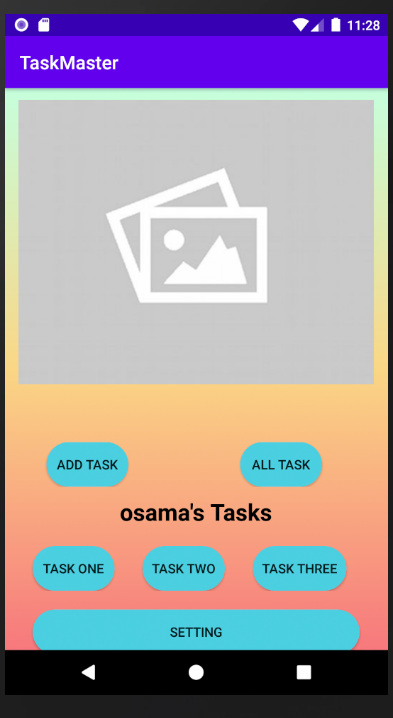 11:28
TaskMaster
ADD TASK ALL TASK
osama's Tasks
TASK ONE TASK TWO TASK THREE
SETTING